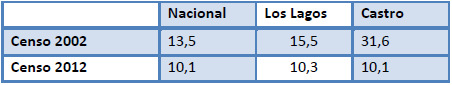 Nacional Los Lagos Castro
Censo 2002 13,5 15,5 31,6
Censo 2012 10,1 10,3 10,1